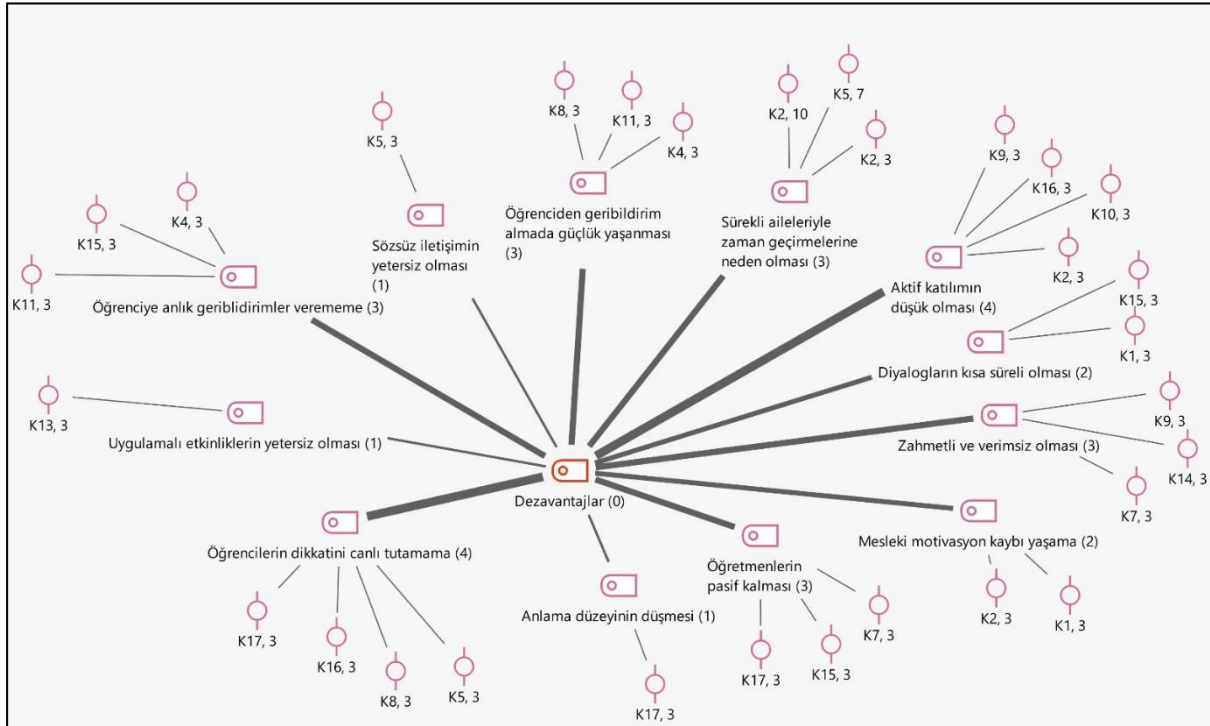 K5, 3
K8, 3
K11, 3
K4, 3
K2, 10
K5, 7
K2, 3
K9, 3
K16, 3
K10, 3
K2, 3
K15, 3
K4, 3
K11, 3
Öğrenciye anlık geriblidirimler verememe (3)
Sözsüz iletişimin
yetersiz olması
(1)
Öğrenciden geribildirim
almada güçlük yaşanması
(3)
Sürekli aileleriyle
zaman geçirmelerine
neden olması (3)
Aktif katılımın
düşük olması (4)
K15, 3
K1, 3
Diyalogların kısa süreli olması (2)
K13, 3
Uygulamalı etkinliklerin yetersiz olması (1)
K9, 3
Zahmetli ve verimsiz olması (3)
K14, 3
K7, 3
Dezavantajlar (0)
Öğrencilerin dikkatini canlı tutamama (4)
K17, 3
K16, 3
K8, 3
K5, 3
Anlama düzeyinin düşmesi (1)
K17, 3
Öğretmenlerin
pasif kalması (3)
K17, 3
K15, 3
K7, 3
Mesleki motivasyon kaybı yaşama (2)
K2, 3
K1, 3